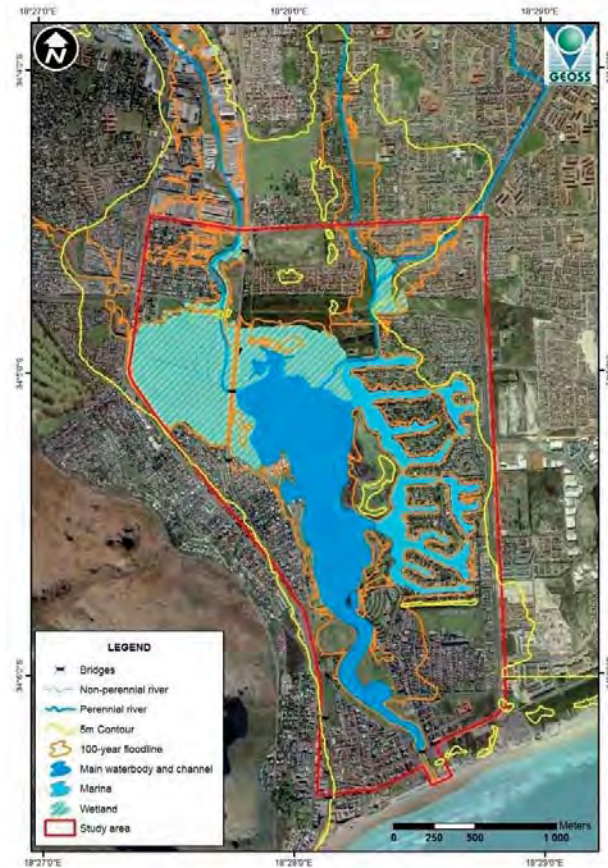 18°27'0"E 18°28'0"E 18°29'0"E
N
GEOSS
34°4'0"S
34°5'0"S
34°6'0"S
LEGEND
Bridges
Non-perennial river
Perennial river
5m Contour
100-year floodline
Main waterbody and channel
Marina
Wetland
Study area
Meters
0 250 500 1 000
18°27'0"E 18°28'0"E 18°29'0"E